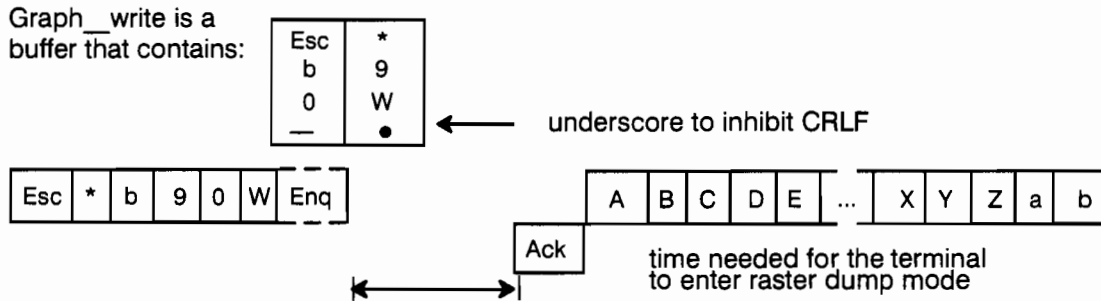 Graph__write is a
buffer that contains:
Esc *
b 9
0 W
— •
underscore to inhibit CRLF
Esc * b 9 0 W Enq
A B C D E ... X Y Z a b
Ack
time needed for the terminal
to enter raster dump mode